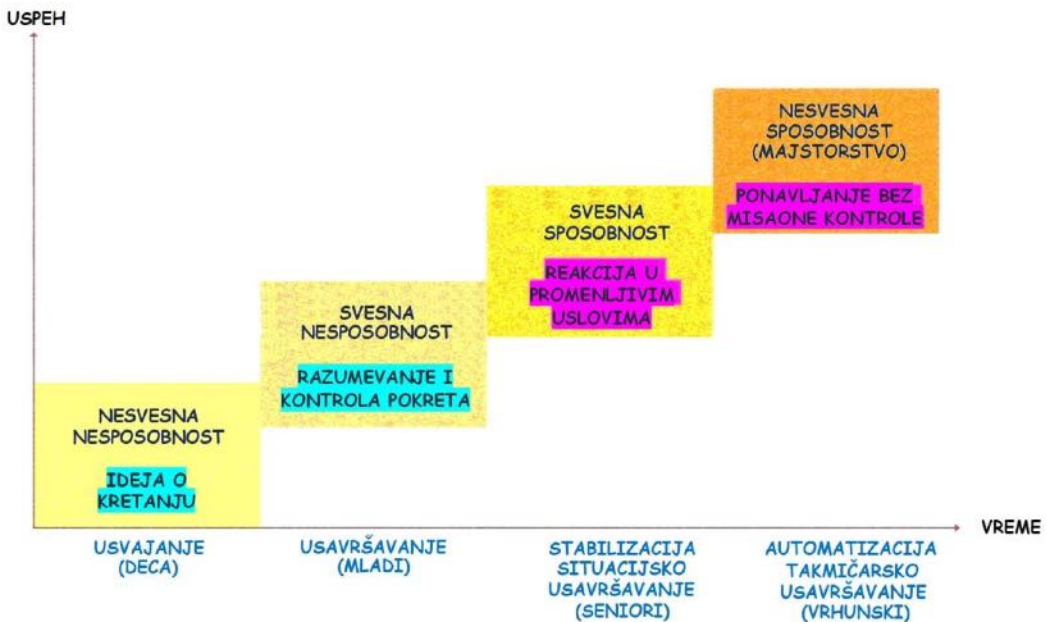 USPEH
NESVESNA
SPOSOBNOST
(MAJSTORSTVO)
PONAVLJANJE BEZ
MISAONE KONTROLE
SVESNA
SPOSOBNOST
REAKCIJA U
PROMENLJIVIM
USLOVIMA
SVESNA
NESPOSOBNOST
RAZUMEVANJE I
KONTROLA POKRETA
NESVESNA
NESPOSOBNOST
IDEJA O
KRETANJU
VREME
USVAJANJE
(DECA)
USAVRŠAVANJE
(MLADI)
STABILIZACIJA
SITUACIJSKO
USAVRŠAVANJE
(SENIORI)
AUTOMATIZACIJA
TAKMIČARSKO
USAVRŠAVANJE
(VRHUNSKI)